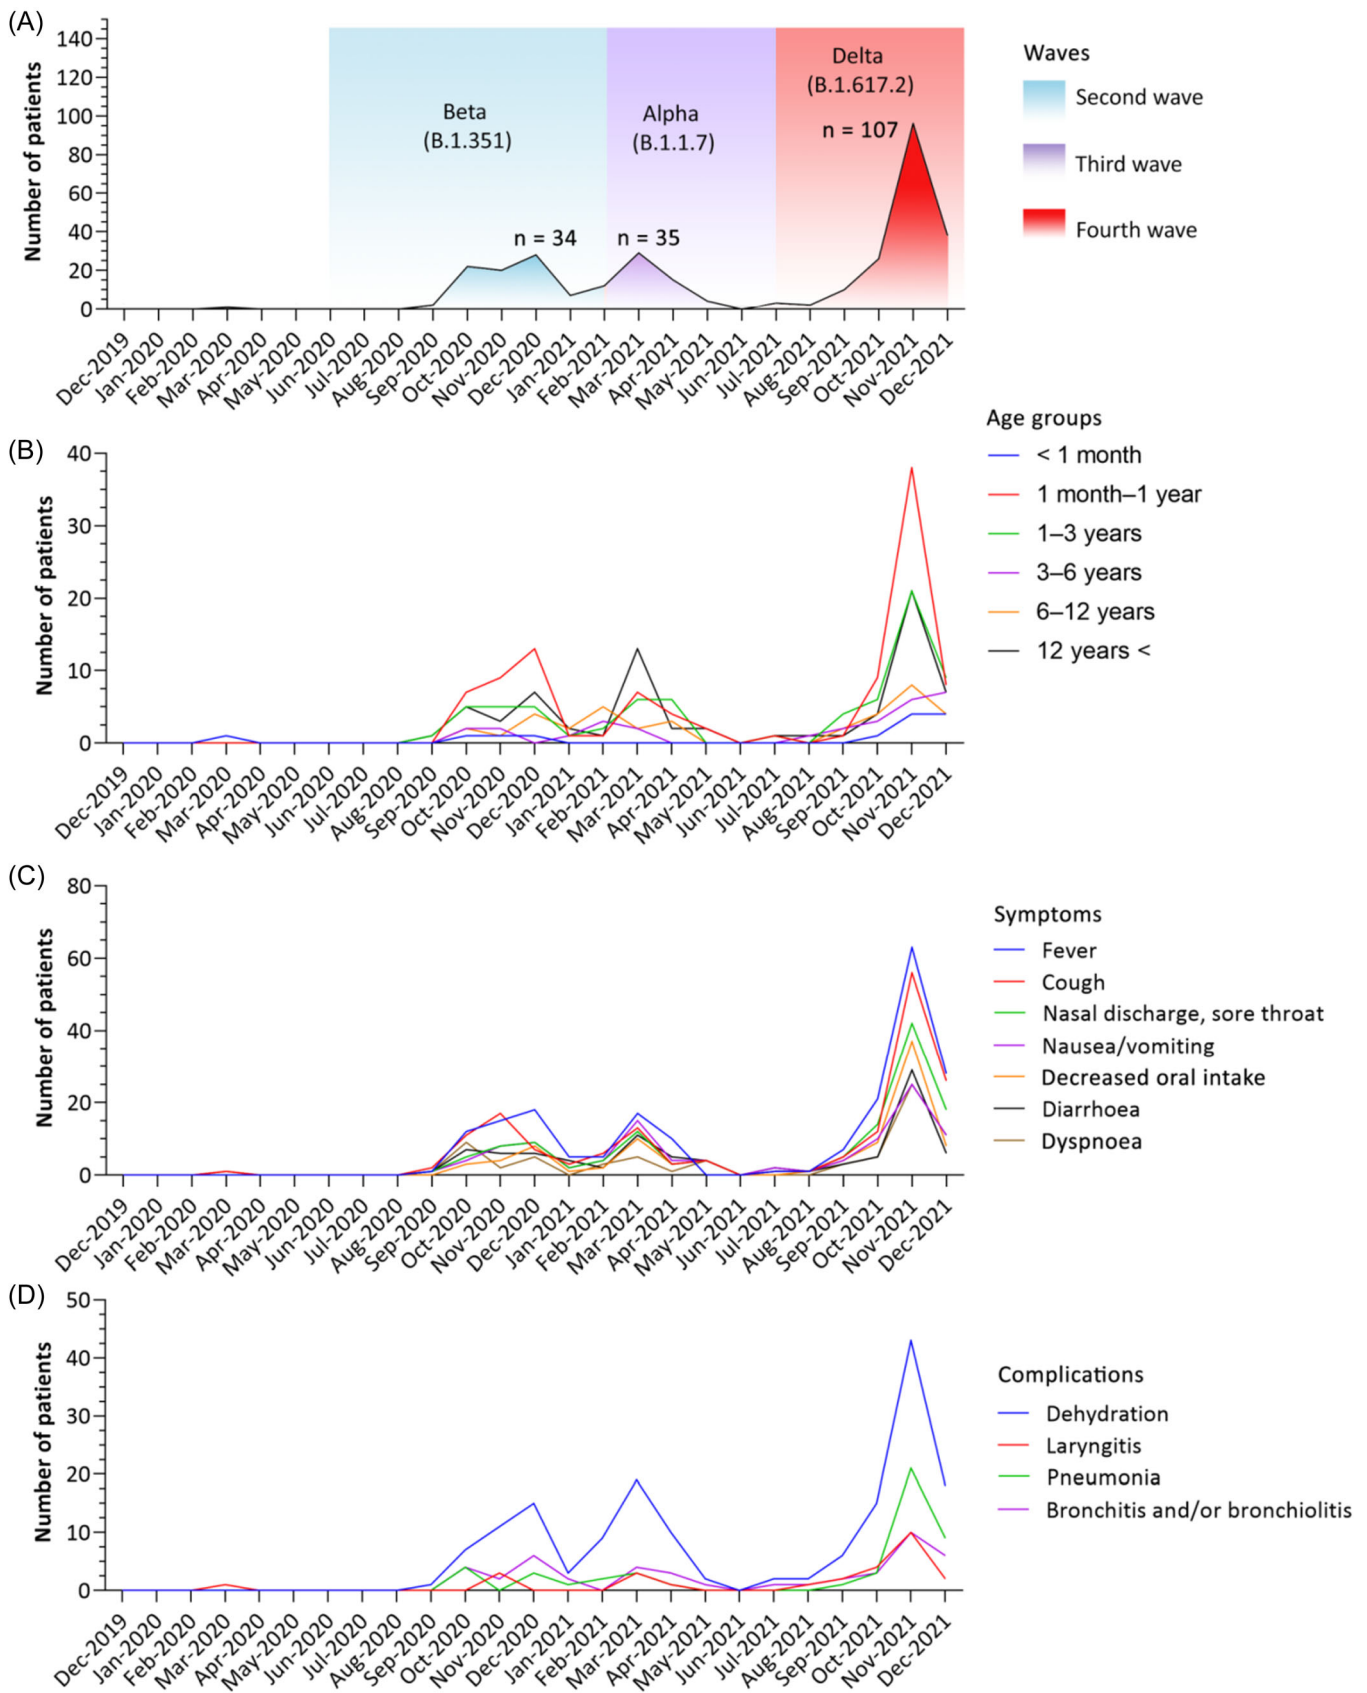 (A)
Number of patients
140
120
100
80
60
40
20
0
Beta
(B.1.351)
Alpha
(B.1.1.7)
Delta
(B.1.617.2)
n = 34
n = 35
n = 107
Dec-2019
Jan-2020
Feb-2020
Mar-2020
Apr-2020
May-2020
Jun-2020
Jul-2020
Aug-2020
Sep-2020
Oct-2020
Nov-2020
Dec-2020
Jan-2021
Feb-2021
Mar-2021
Apr-2021
May-2021
Jun-2021
Jul-2021
Aug-2021
Sep-2021
Oct-2021
Nov-2021
Dec-2021
Waves
Second wave
Third wave
Fourth wave
(B)
Number of patients
40
30
20
10
0
Dec-2019
Jan-2020
Feb-2020
Mar-2020
Apr-2020
May-2020
Jun-2020
Jul-2020
Aug-2020
Sep-2020
Oct-2020
Nov-2020
Dec-2020
Jan-2021
Feb-2021
Mar-2021
Apr-2021
May-2021
Jun-2021
Jul-2021
Aug-2021
Sep-2021
Oct-2021
Nov-2021
Dec-2021
Age groups
< 1 month
1 month–1 year
1–3 years
3–6 years
6–12 years
12 years <
(C)
Number of patients
80
60
40
20
0
Dec-2019
Jan-2020
Feb-2020
Mar-2020
Apr-2020
May-2020
Jun-2020
Jul-2020
Aug-2020
Sep-2020
Oct-2020
Nov-2020
Dec-2020
Jan-2021
Feb-2021
Mar-2021
Apr-2021
May-2021
Jun-2021
Jul-2021
Aug-2021
Sep-2021
Oct-2021
Nov-2021
Dec-2021
Symptoms
Fever
Cough
Nasal discharge, sore throat
Nausea/vomiting
Decreased oral intake
Diarrhoea
Dyspnoea
(D)
Number of patients
50
40
30
20
10
0
Dec-2019
Jan-2020
Feb-2020
Mar-2020
Apr-2020
May-2020
Jun-2020
Jul-2020
Aug-2020
Sep-2020
Oct-2020
Nov-2020
Dec-2020
Jan-2021
Feb-2021
Mar-2021
Apr-2021
May-2021
Jun-2021
Jul-2021
Aug-2021
Sep-2021
Oct-2021
Nov-2021
Dec-2021
Complications
Dehydration
Laryngitis
Pneumonia
Bronchitis and/or bronchiolitis